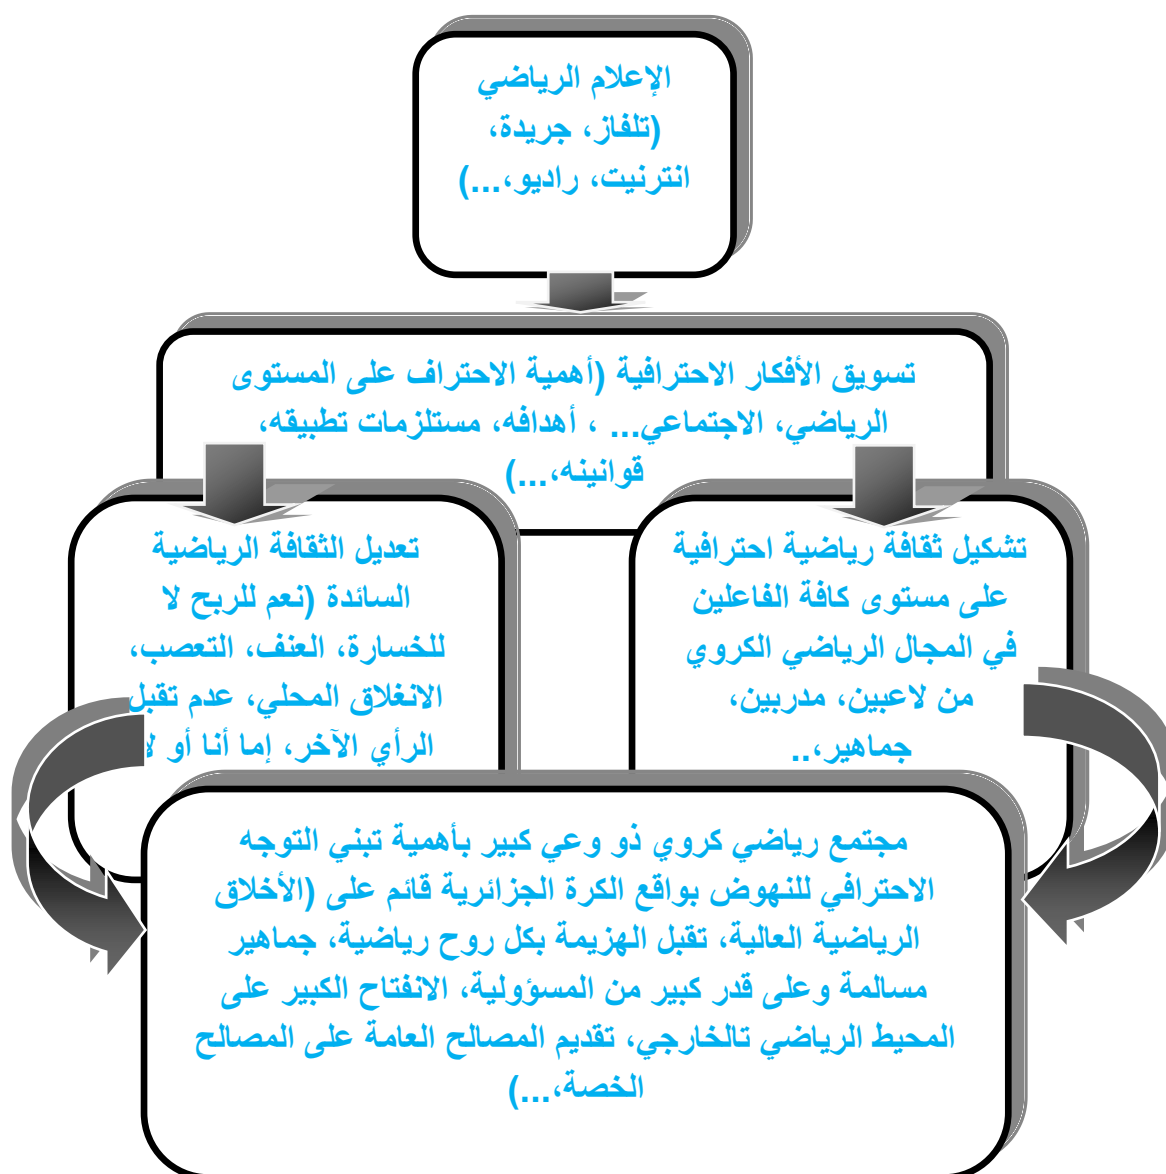 الإعلام الرياضي
(تلفاز، جريدة،
انترنيت، راديو،...)
تسويق الأفكار الاحترافية (أهمية الاحتراف على المستوى
الرياضي، الاجتماعي... ، أهدافه، مستلزمات تطبيقه،
قوانينه،...)
تشكيل ثقافة رياضية احترافية
على مستوى كافة الفاعلين
في المجال الرياضي الكروي
من لاعبين، مدربين،
جماهير،..
تعديل الثقافة الرياضية
السائدة (نعم للربح لا
للخسارة، العنف، التعصب،
الانغلاق المحلي، عدم تقبل
الرأي الآخر، إما أنا أو لا
مجتمع رياضي كروي ذو وعي كبير بأهمية تبني التوجه
الاحترافي للنهوض بواقع الكرة الجزائرية قائم على (الأخلاق
الرياضية العالية، تقبل الهزيمة بكل روح رياضية، جماهير
مسالمة وعلى قدر كبير من المسؤولية، الانفتاح الكبير على
المحيط الرياضي تالخارجي، تقديم المصالح العامة على المصالح
الخصة،...)